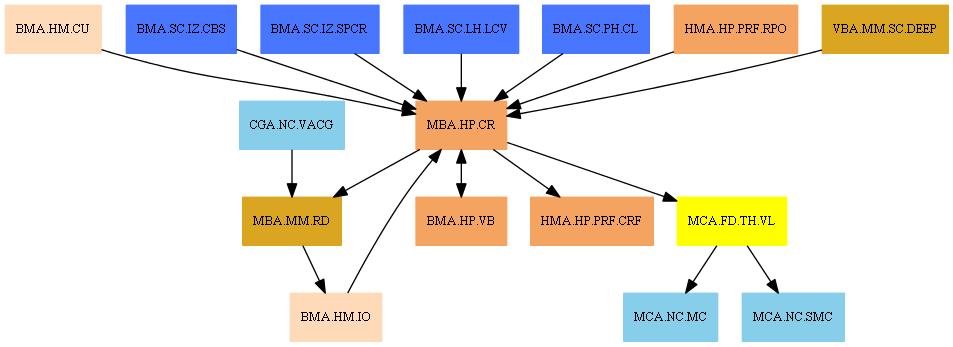 BMA.HM.CU
BMA.SC.IZ.CBS
BMA.SC.IZ.SPCR
BMA.SC.LH.LCV
BMA.SC.PH.CL
HMA.HP.PRF.RPO
VBA.MM.SC.DEEP
CGA.NC.VACG
MBA.HP.CR
MBA.MM.RD
BMA.HP.VB
HMA.HP.PRF.CRF
MCA.FD.TH.VL
BMA.HM.IO
MCA.NC.MC
MCA.NC.SMC